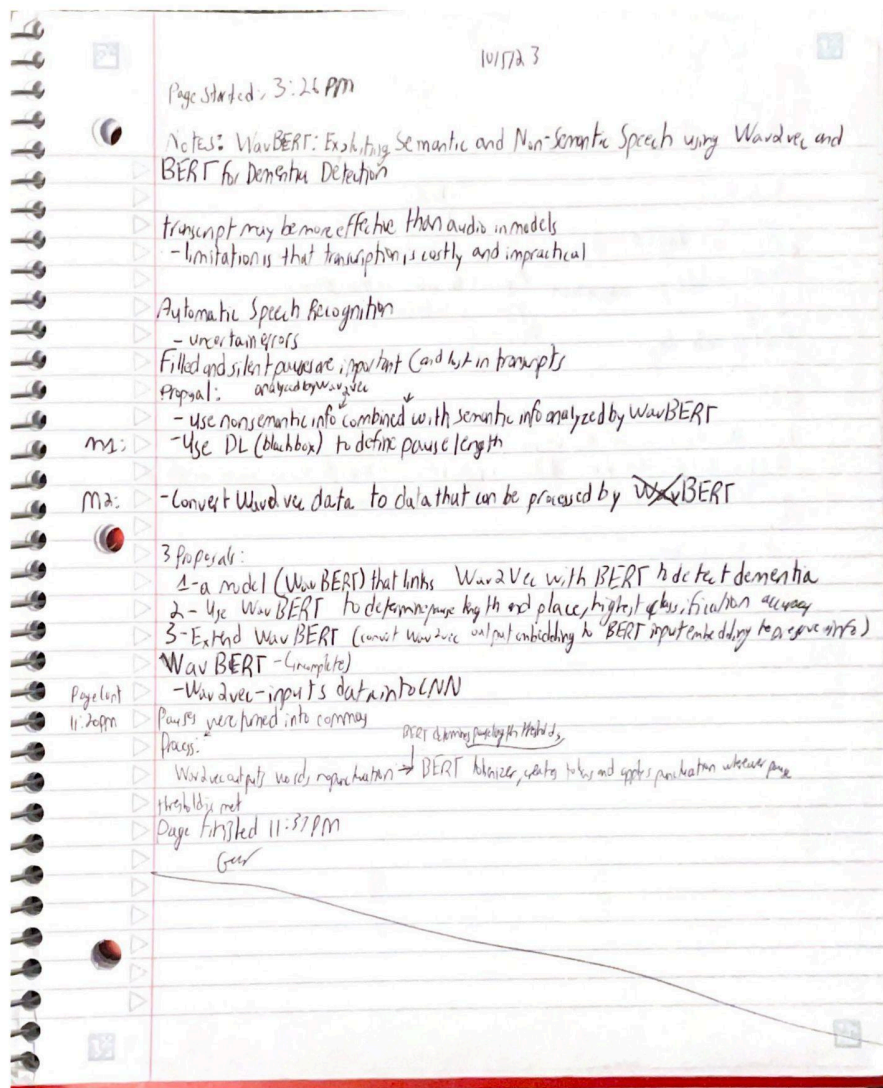 10/5/23
Page Started: 3:26 PM
Notes: WavBERT: Exploiting Semantic and Non-Semantic Speech using Wav2vec and
BERT for Dementia Detection
transcript may be more effective than audio in models
-limitation is that transcription is costly and impractical
Automatic Speech Recognition
- uncertain errors
Filled and silent pauses are important (and lost in transcripts
Proposal: analyzed by Wav2vec
- Use nonsemantic info combined with semantic info analyzed by WavBERT
M1: -Use DL (blackbox) to define pause length
M2: -Convert Wav2vec data to data that can be processed by BERT
3 Proposals:
1-a model (WavBERT) that links Wav2Vec with BERT to detect dementia
2- Use WavBERT to determine pause length and place, highest classification accuracy
3-Extend WavBERT (convert Wav2vec output embedding to BERT input embedding to preserve info)
WavBERT-(incomplete)
-Wav2vec-inputs data into CNN
Page Cont
11:20pm
Pauses were turned into commas
Process:
BERT determines pause length thresholds
Wav2vec outputs words no punctuation → BERT tokenizer, creates tokens and applies punctuation whenever pause
threshold is met
Page finished 11:37PM